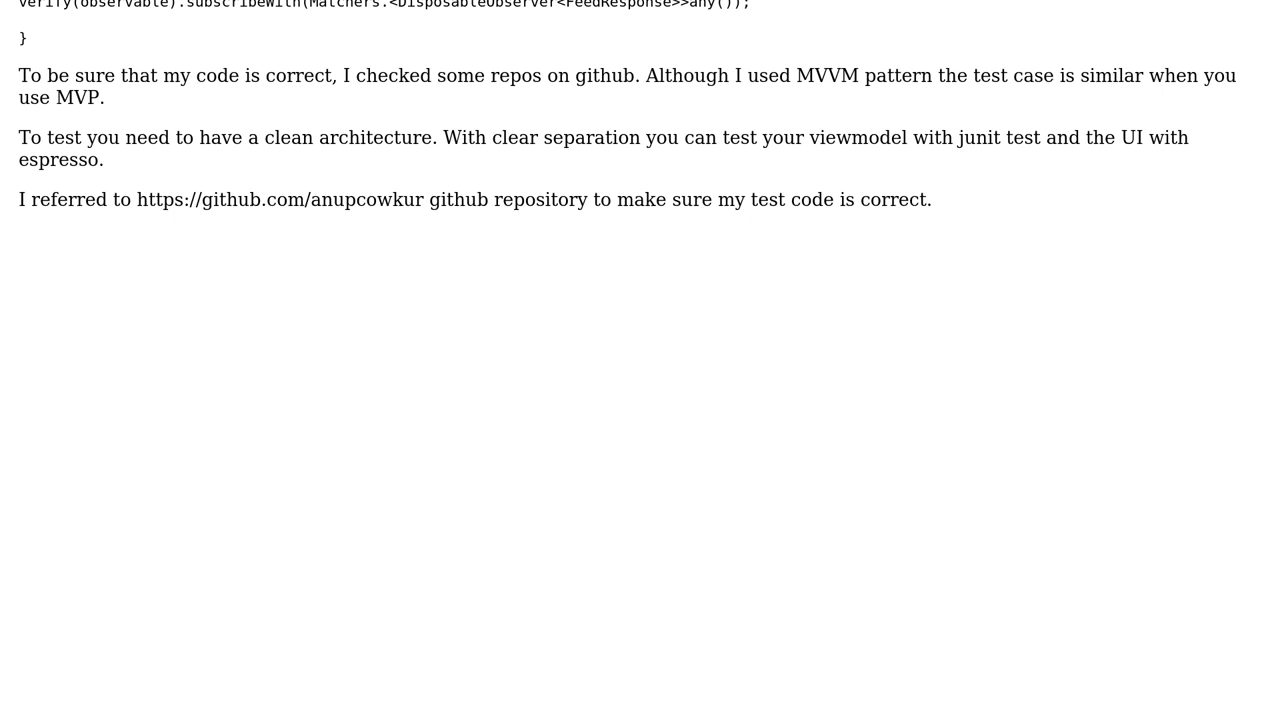 verify(observable).subscribeWith(Matchers.<DisposableObserver<FeedResponse>>any());
}
To be sure that my code is correct, I checked some repos on github. Although I used MVVM pattern the test case is similar when you
use MVP.
To test you need to have a clean architecture. With clear separation you can test your viewmodel with junit test and the UI with
espresso.
I referred to https://github.com/anupcowkur github repository to make sure my test code is correct.